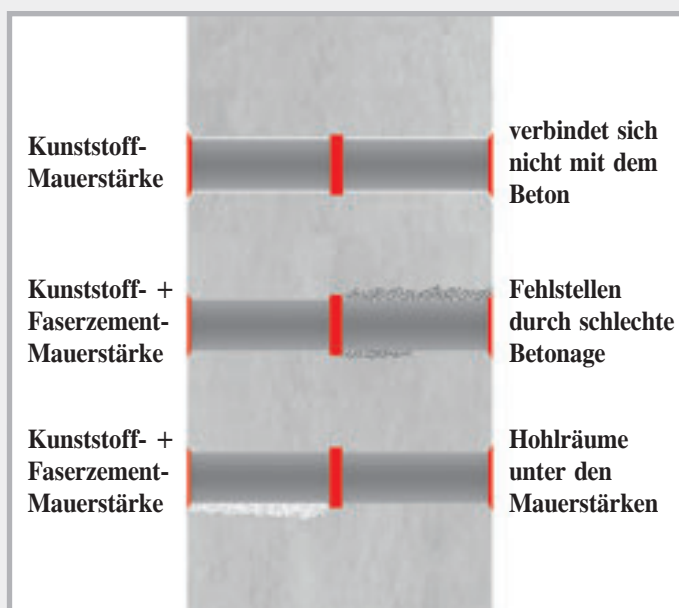 Kunststoff-
Mauerstärke
verbindet sich
nicht mit dem
Beton
Kunststoff- +
Faserzement-
Mauerstärke
Fehlstellen
durch schlechte
Betonage
Kunststoff- +
Faserzement-
Mauerstärke
Hohlräume
unter den
Mauerstärken